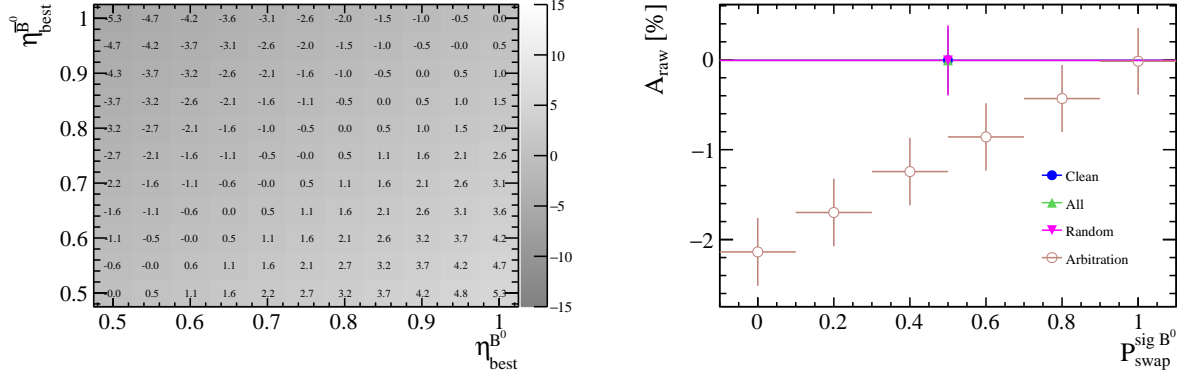 η_best^B̄⁰
1 -5.3 -4.7 -4.2 -3.6 -3.1 -2.6 -2.0 -1.5 -1.0 -0.5 0.0
-4.7 -4.2 -3.7 -3.1 -2.6 -2.0 -1.5 -1.0 -0.5 -0.0 0.5
0.9 -4.3 -3.7 -3.2 -2.6 -2.1 -1.6 -1.0 -0.5 0.0 0.5 1.0
-3.7 -3.2 -2.6 -2.1 -1.6 -1.1 -0.5 0.0 0.5 1.0 1.5
0.8 -3.2 -2.7 -2.1 -1.6 -1.0 -0.5 0.0 0.5 1.0 1.5 2.0
-2.7 -2.1 -1.6 -1.1 -0.5 -0.0 0.5 1.1 1.6 2.1 2.6
0.7 -2.2 -1.6 -1.1 -0.6 -0.0 0.5 1.1 1.6 2.1 2.6 3.1
-1.6 -1.1 -0.6 0.0 0.5 1.1 1.6 2.1 2.6 3.1 3.6
0.6 -1.1 -0.5 -0.0 0.5 1.1 1.6 2.1 2.6 3.2 3.7 4.2
-0.6 -0.0 0.6 1.1 1.6 2.1 2.7 3.2 3.7 4.2 4.7
0.5 -0.0 0.5 1.1 1.6 2.2 2.7 3.2 3.7 4.2 4.8 5.3
0.5 0.6 0.7 0.8 0.9 1
η_best^B⁰
15
10
5
0
−5
−10
−15
A_raw [%]
0
−1
−2
Clean
All
Random
Arbitration
0 0.2 0.4 0.6 0.8 1
P_swap^sig B⁰